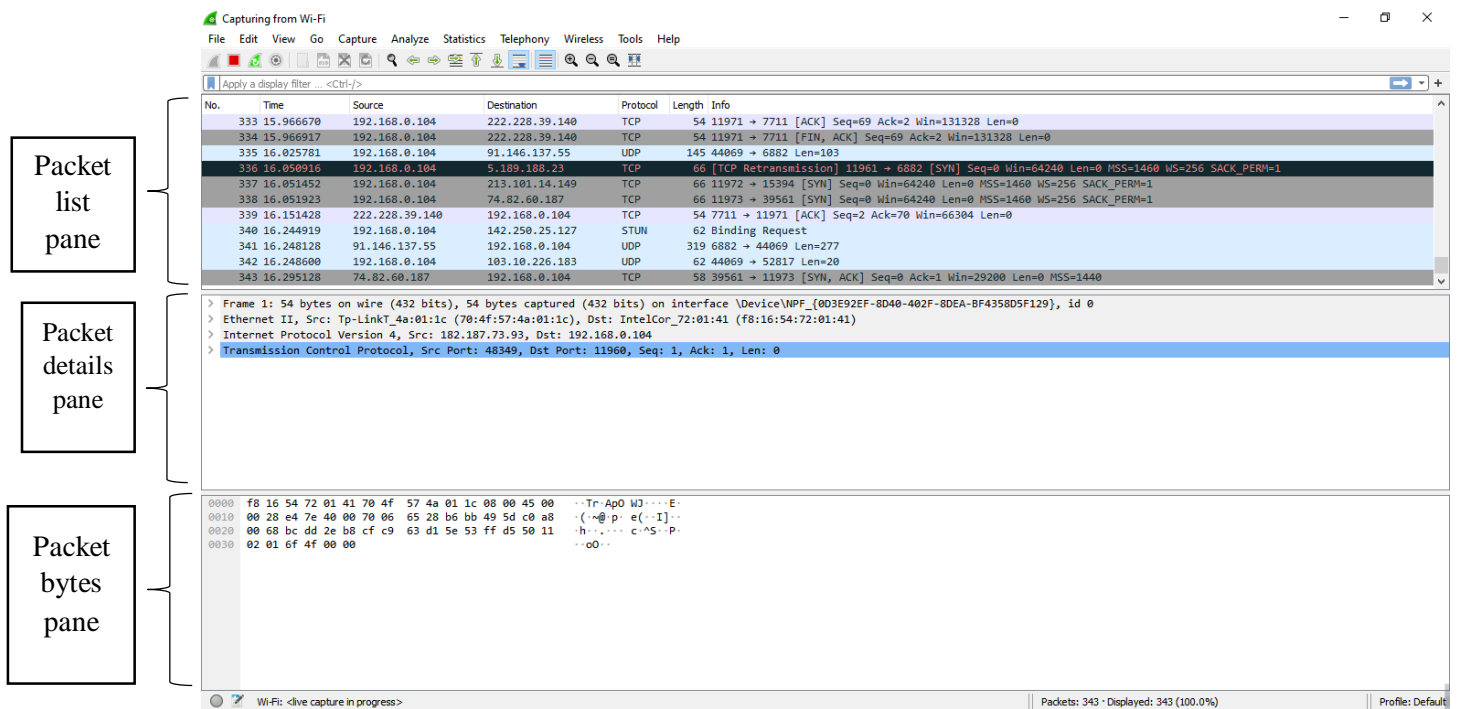 Capturing from Wi-Fi
File Edit View Go Capture Analyze Statistics Telephony Wireless Tools Help
Apply a display filter ... <Ctrl-/>
No. Time Source Destination Protocol Length Info
333 15.966670 192.168.0.104 222.228.39.140 TCP 54 11971 → 7711 [ACK] Seq=69 Ack=2 Win=131328 Len=0
334 15.966917 192.168.0.104 222.228.39.140 TCP 54 11971 → 7711 [FIN, ACK] Seq=69 Ack=2 Win=131328 Len=0
335 16.025781 192.168.0.104 91.146.137.55 UDP 145 44069 → 6882 Len=103
336 16.050916 192.168.0.104 5.189.188.23 TCP 66 [TCP Retransmission] 11961 → 6882 [SYN] Seq=0 Win=64240 Len=0 MSS=1460 WS=256 SACK_PERM=1
337 16.051452 192.168.0.104 213.101.14.149 TCP 66 11972 → 15394 [SYN] Seq=0 Win=64240 Len=0 MSS=1460 WS=256 SACK_PERM=1
338 16.051923 192.168.0.104 74.82.60.187 TCP 66 11973 → 39561 [SYN] Seq=0 Win=64240 Len=0 MSS=1460 WS=256 SACK_PERM=1
339 16.151428 222.228.39.140 192.168.0.104 TCP 54 7711 → 11971 [ACK] Seq=2 Ack=70 Win=66304 Len=0
340 16.244919 192.168.0.104 142.250.25.127 STUN 62 Binding Request
341 16.248128 91.146.137.55 192.168.0.104 UDP 319 6882 → 44069 Len=277
342 16.248600 192.168.0.104 103.10.226.183 UDP 62 44069 → 52817 Len=20
343 16.295128 74.82.60.187 192.168.0.104 TCP 58 39561 → 11973 [SYN, ACK] Seq=0 Ack=1 Win=29200 Len=0 MSS=1440
Packet
list
pane
Frame 1: 54 bytes on wire (432 bits), 54 bytes captured (432 bits) on interface \Device\NPF_{0D3E92EF-8D40-402F-8DEA-BF4358D5F129}, id 0
Ethernet II, Src: Tp-LinkT_4a:01:1c (70:4f:57:4a:01:1c), Dst: IntelCor_72:01:41 (f8:16:54:72:01:41)
Internet Protocol Version 4, Src: 182.187.73.93, Dst: 192.168.0.104
Transmission Control Protocol, Src Port: 48349, Dst Port: 11960, Seq: 1, Ack: 1, Len: 0
Packet
details
pane
0000 f8 16 54 72 01 41 70 4f 57 4a 01 1c 08 00 45 00 ··Tr·ApO WJ····E·
0010 00 28 e4 7e 40 00 70 06 65 28 b6 bb 49 5d c0 a8 ·(·~@·p· e(··I]··
0020 00 68 bc dd 2e b8 cf c9 63 d1 5e 53 ff d5 50 11 ·h··.··· c·^S··P·
0030 02 01 6f 4f 00 00 ··oO··
Packet
bytes
pane
Wi-Fi: <live capture in progress> Packets: 343 · Displayed: 343 (100.0%) Profile: Default